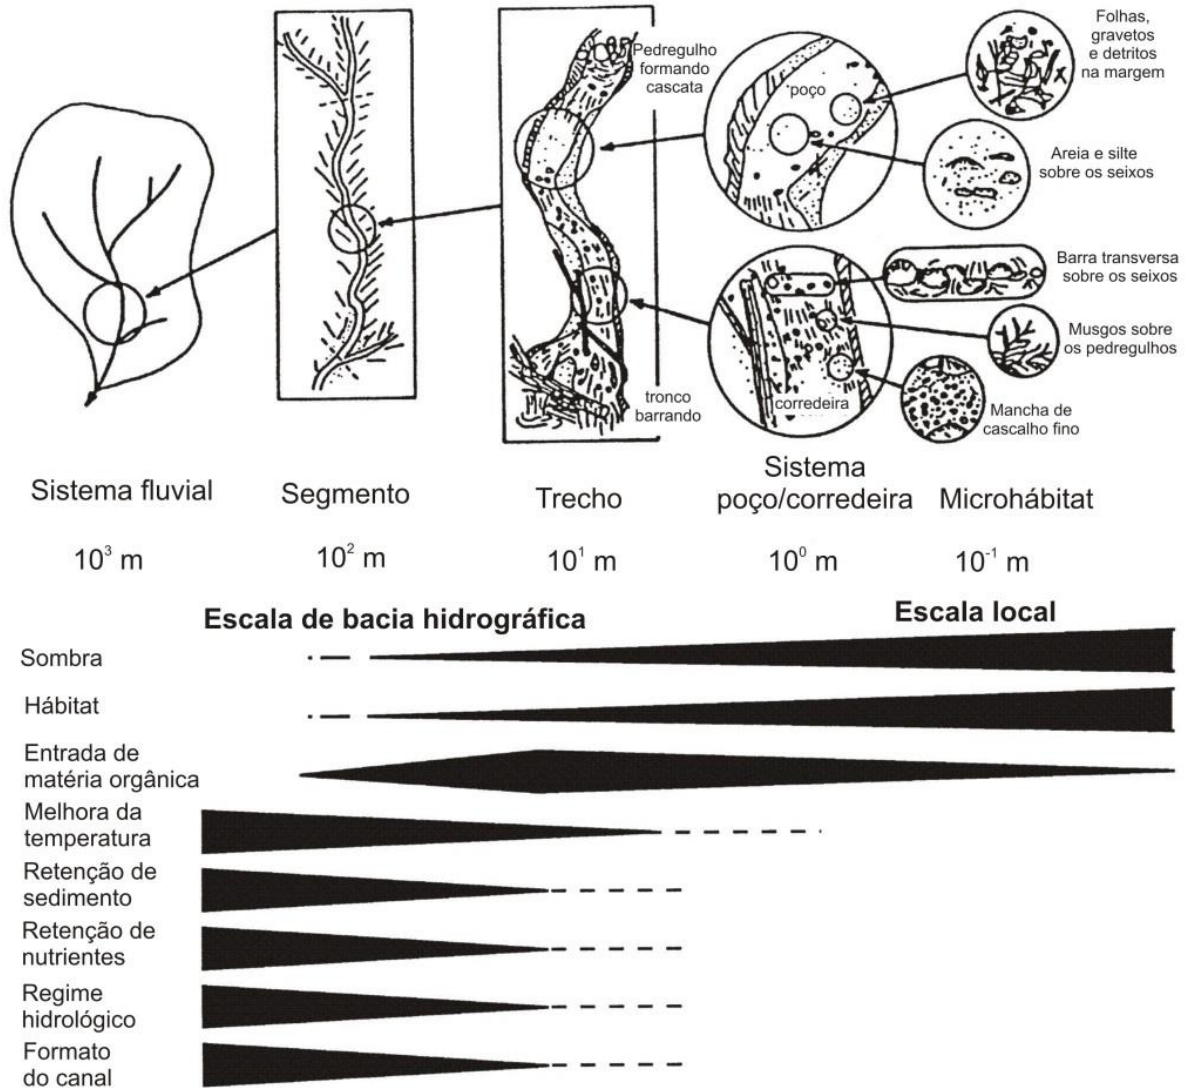 Folhas,
gravetos
e detritos
na margem
Pedregulho
formando
cascata
poço
Areia e silte
sobre os seixos
Barra transversa
sobre os seixos
Musgos sobre
os pedregulhos
tronco
barrando
corredeira
Mancha de
cascalho fino
Sistema fluvial
Segmento
Trecho
Sistema
poço/corredeira
Microhábitat
10³ m
10² m
10¹ m
10⁰ m
10⁻¹ m
Escala de bacia hidrográfica
Escala local
Sombra
Hábitat
Entrada de
matéria orgânica
Melhora da
temperatura
Retenção de
sedimento
Retenção de
nutrientes
Regime
hidrológico
Formato
do canal